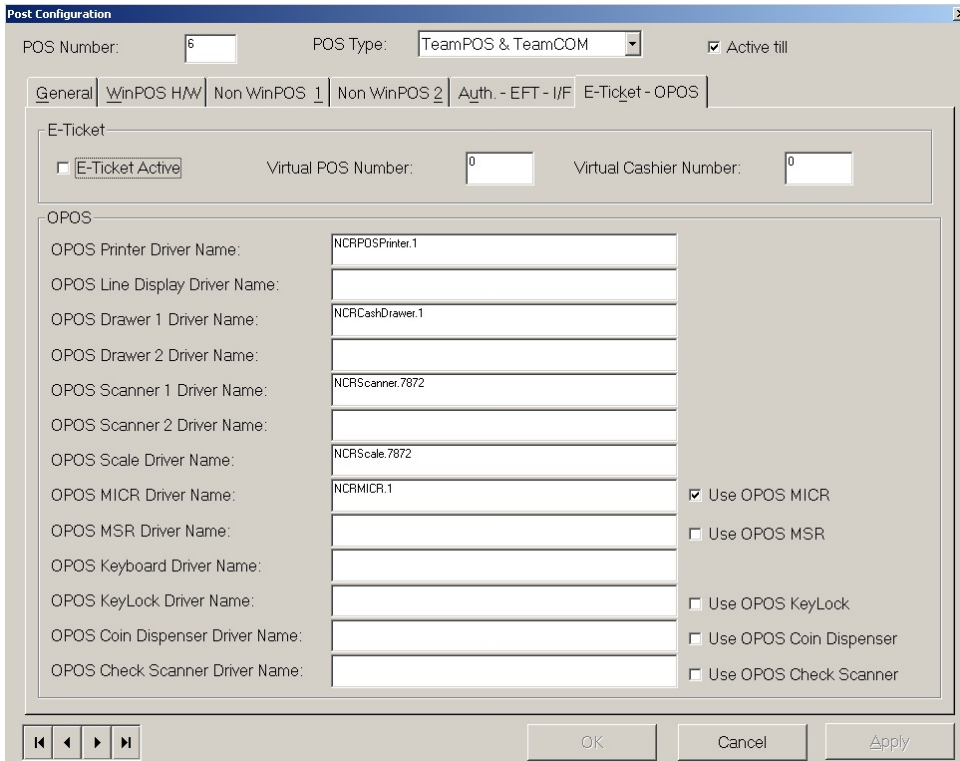 Post Configuration
POS Number: 6 POS Type: TeamPOS & TeamCOM Active till
General WinPOS H/W Non WinPOS 1 Non WinPOS 2 Auth. - EFT - I/F E-Ticket - OPOS
E-Ticket
E-Ticket Active Virtual POS Number: 0 Virtual Cashier Number: 0
OPOS
OPOS Printer Driver Name: NCRPOSPrinter.1
OPOS Line Display Driver Name:
OPOS Drawer 1 Driver Name: NCRCashDrawer.1
OPOS Drawer 2 Driver Name:
OPOS Scanner 1 Driver Name: NCRScanner.7872
OPOS Scanner 2 Driver Name:
OPOS Scale Driver Name: NCRScale.7872
OPOS MICR Driver Name: NCRMICR.1 Use OPOS MICR
OPOS MSR Driver Name: Use OPOS MSR
OPOS Keyboard Driver Name:
OPOS KeyLock Driver Name: Use OPOS KeyLock
OPOS Coin Dispenser Driver Name: Use OPOS Coin Dispenser
OPOS Check Scanner Driver Name: Use OPOS Check Scanner
OK Cancel Apply